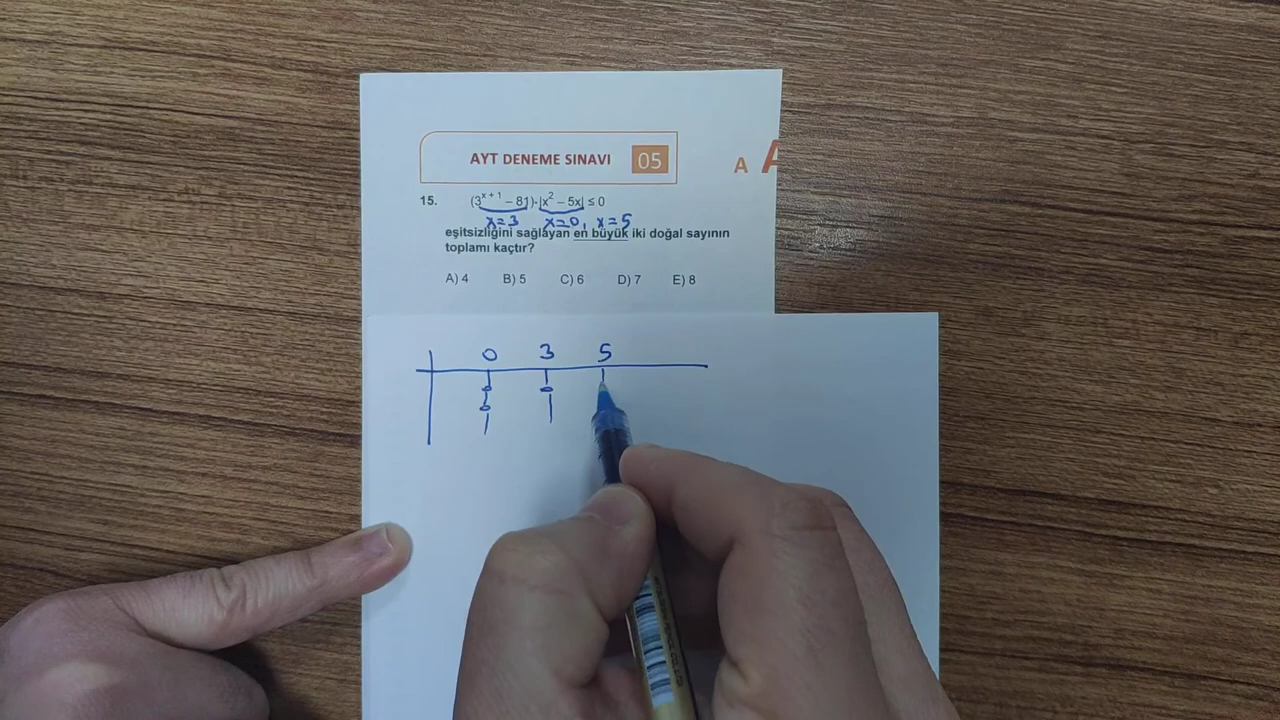 AYT DENEME SINAVI 05
A A
15. (3^(x + 1) – 81)·|x² – 5x| ≤ 0
x=3 x=0, x=5
eşitsizliğini sağlayan en büyük iki doğal sayının
toplamı kaçtır?
A) 4 B) 5 C) 6 D) 7 E) 8
0 3 5